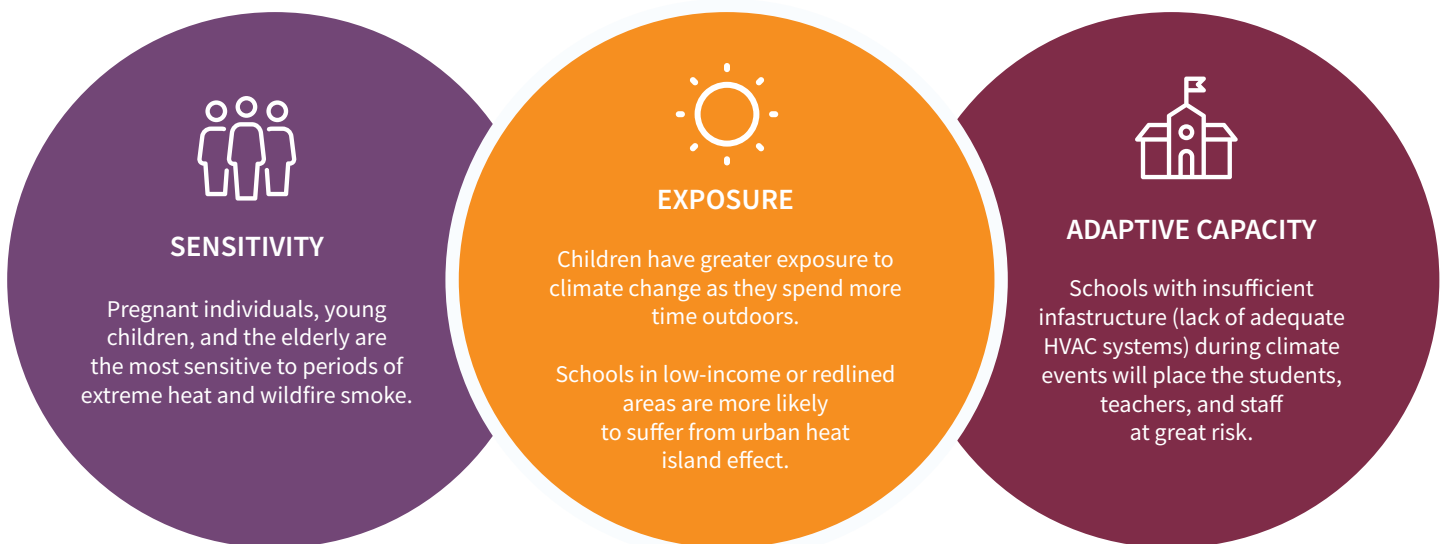 SENSITIVITY
Pregnant individuals, young
children, and the elderly are
the most sensitive to periods of
extreme heat and wildfire smoke.
EXPOSURE
Children have greater exposure to
climate change as they spend more
time outdoors.
Schools in low-income or redlined
areas are more likely
to suffer from urban heat
island effect.
ADAPTIVE CAPACITY
Schools with insufficient
infastructure (lack of adequate
HVAC systems) during climate
events will place the students,
teachers, and staff
at great risk.